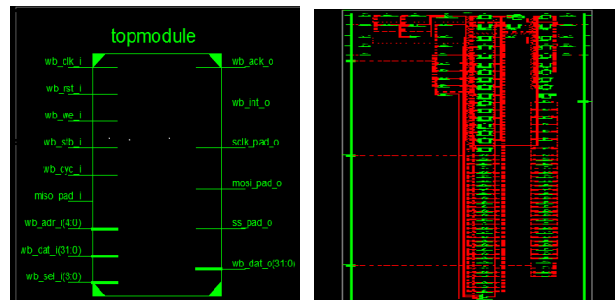 topmodule
wb_clk_i
wb_rst_i
wb_we_i
wb_stb_i
wb_cyc_i
miso_pad_i
wb_adr_i(4:0)
wb_cat_i(31:0)
wb_sel_i(3:0)
wb_ack_o
wb_int_o
sclk_pad_o
mosi_pad_o
ss_pad_o
wb_dat_o(31:0)